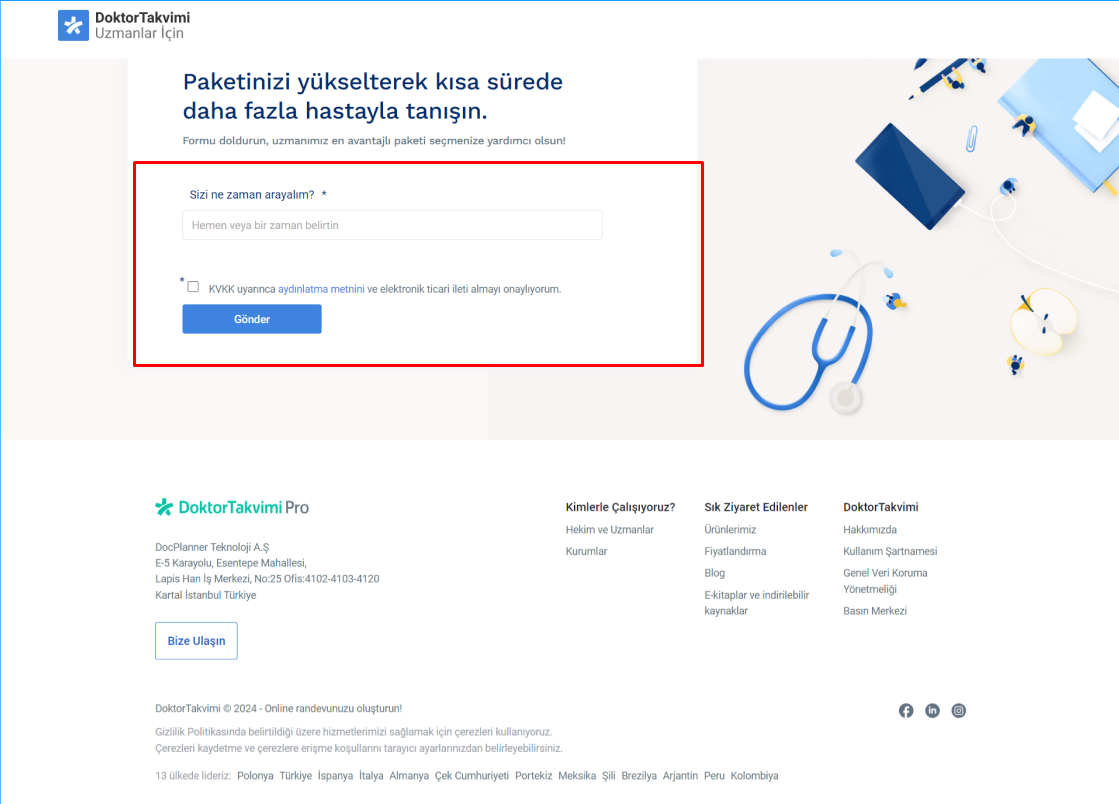 DoktorTakvimi
Uzmanlar İçin
Paketinizi yükselterek kısa sürede
daha fazla hastayla tanışın.
Formu doldurun, uzmanımız en avantajlı paketi seçmenize yardımcı olsun!
Sizi ne zaman arayalım? *
Hemen veya bir zaman belirtin
* KVKK uyarınca aydınlatma metnini ve elektronik ticari ileti almayı onaylıyorum.
Gönder
DoktorTakvimi Pro
DocPlanner Teknoloji A.Ş
E-5 Karayolu, Esentepe Mahallesi,
Lapis Han İş Merkezi, No:25 Ofis:4102-4103-4120
Kartal İstanbul Türkiye
Bize Ulaşın
Kimlerle Çalışıyoruz?
Hekim ve Uzmanlar
Kurumlar
Sık Ziyaret Edilenler
Ürünlerimiz
Fiyatlandırma
Blog
E-kitaplar ve indirilebilir
kaynaklar
DoktorTakvimi
Hakkımızda
Kullanım Şartnamesi
Genel Veri Koruma
Yönetmeliği
Basın Merkezi
DoktorTakvimi © 2024 - Online randevunuzu oluşturun!
Gizlilik Politikasında belirtildiği üzere hizmetlerimizi sağlamak için çerezleri kullanıyoruz.
Çerezleri kaydetme ve çerezlere erişme koşullarını tarayıcı ayarlarınızdan belirleyebilirsiniz.
13 ülkede lideriz: Polonya Türkiye İspanya İtalya Almanya Çek Cumhuriyeti Portekiz Meksika Şili Brezilya Arjantin Peru Kolombiya